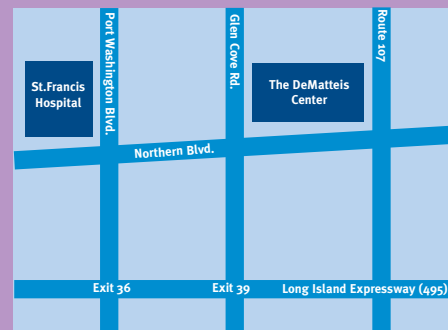 Port Washington Blvd.
Glen Cove Rd.
Route 107
St.Francis
Hospital
The DeMatteis
Center
Northern Blvd.
Exit 36
Exit 39
Long Island Expressway (495)